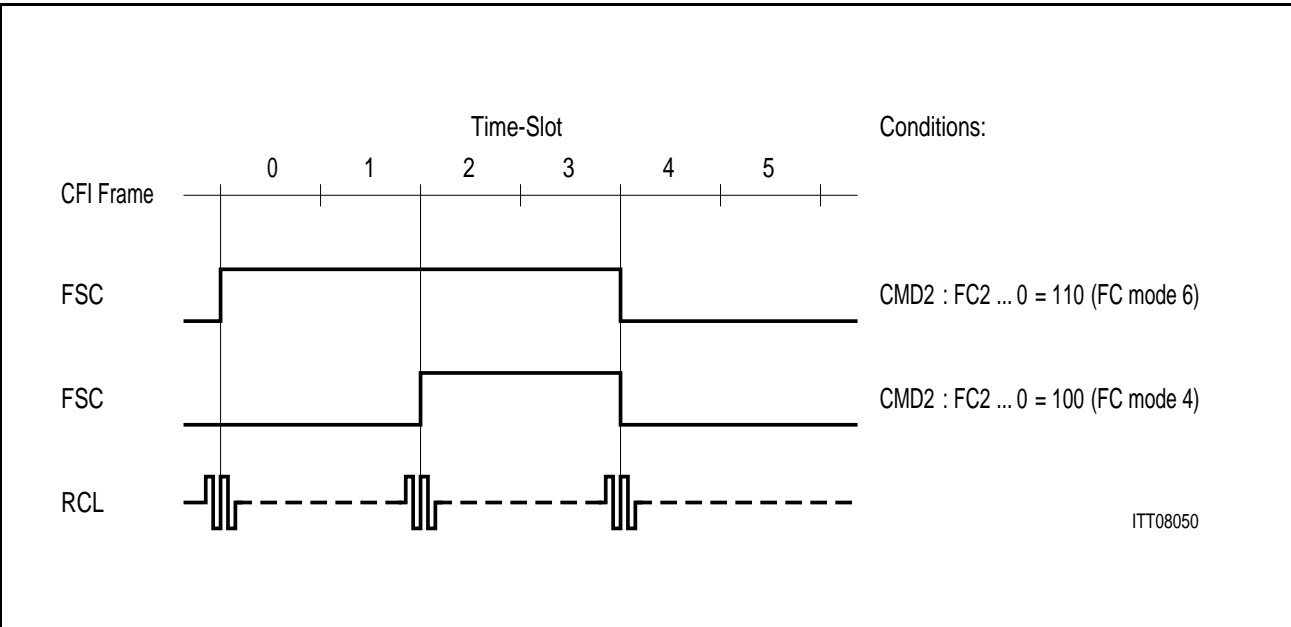 Time-Slot
Conditions:
0 1 2 3 4 5
CFI Frame
FSC
CMD2 : FC2 ... 0 = 110 (FC mode 6)
FSC
CMD2 : FC2 ... 0 = 100 (FC mode 4)
RCL
ITT08050